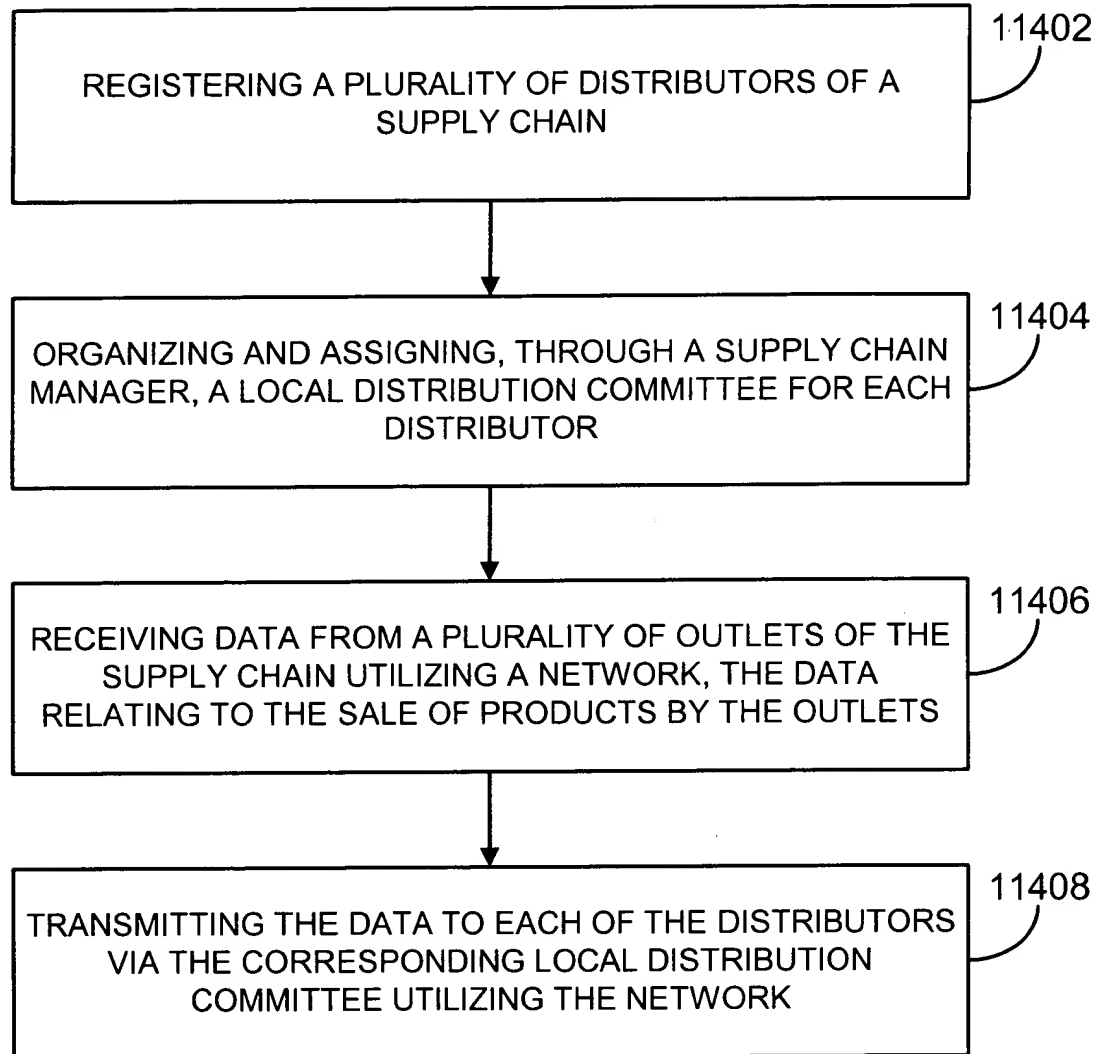 11402
REGISTERING A PLURALITY OF DISTRIBUTORS OF A
SUPPLY CHAIN
11404
ORGANIZING AND ASSIGNING, THROUGH A SUPPLY CHAIN
MANAGER, A LOCAL DISTRIBUTION COMMITTEE FOR EACH
DISTRIBUTOR
11406
RECEIVING DATA FROM A PLURALITY OF OUTLETS OF THE
SUPPLY CHAIN UTILIZING A NETWORK, THE DATA
RELATING TO THE SALE OF PRODUCTS BY THE OUTLETS
11408
TRANSMITTING THE DATA TO EACH OF THE DISTRIBUTORS
VIA THE CORRESPONDING LOCAL DISTRIBUTION
COMMITTEE UTILIZING THE NETWORK